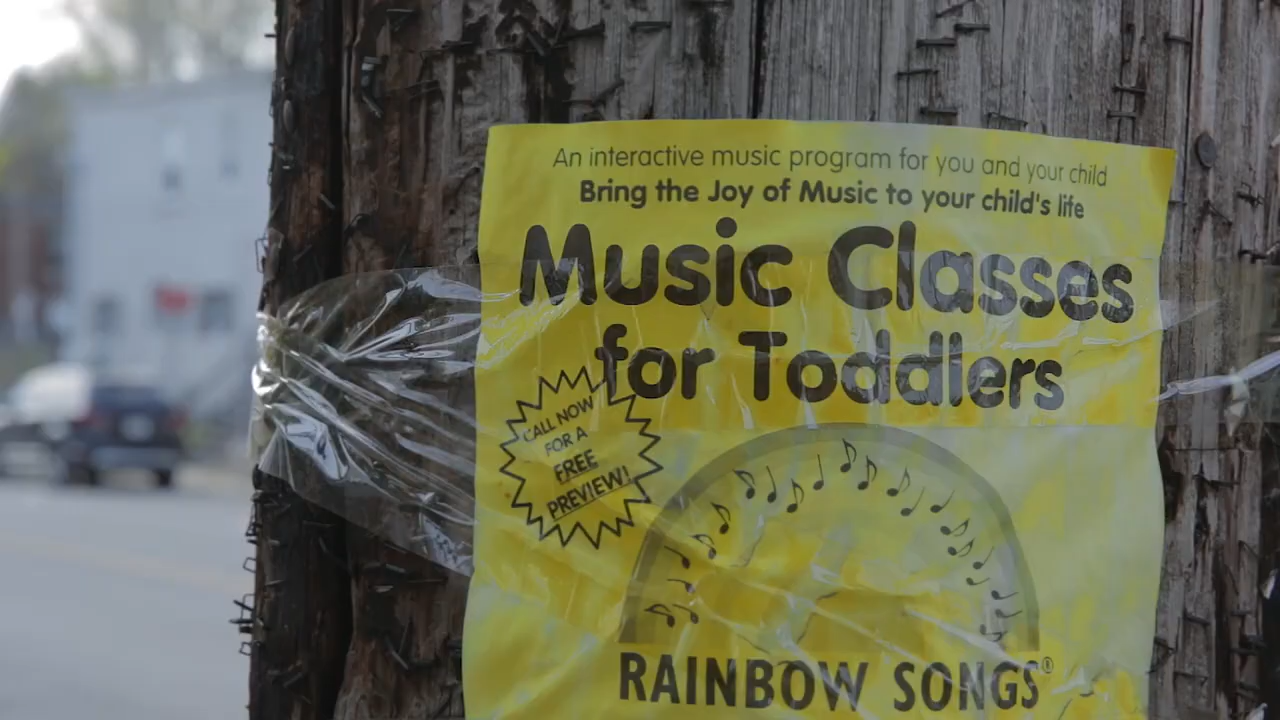 An interactive music program for you and your child
Bring the Joy of Music to your child's life
Music Classes
for Toddlers
CALL NOW
FOR A
FREE
PREVIEW!
RAINBOW SONGS®